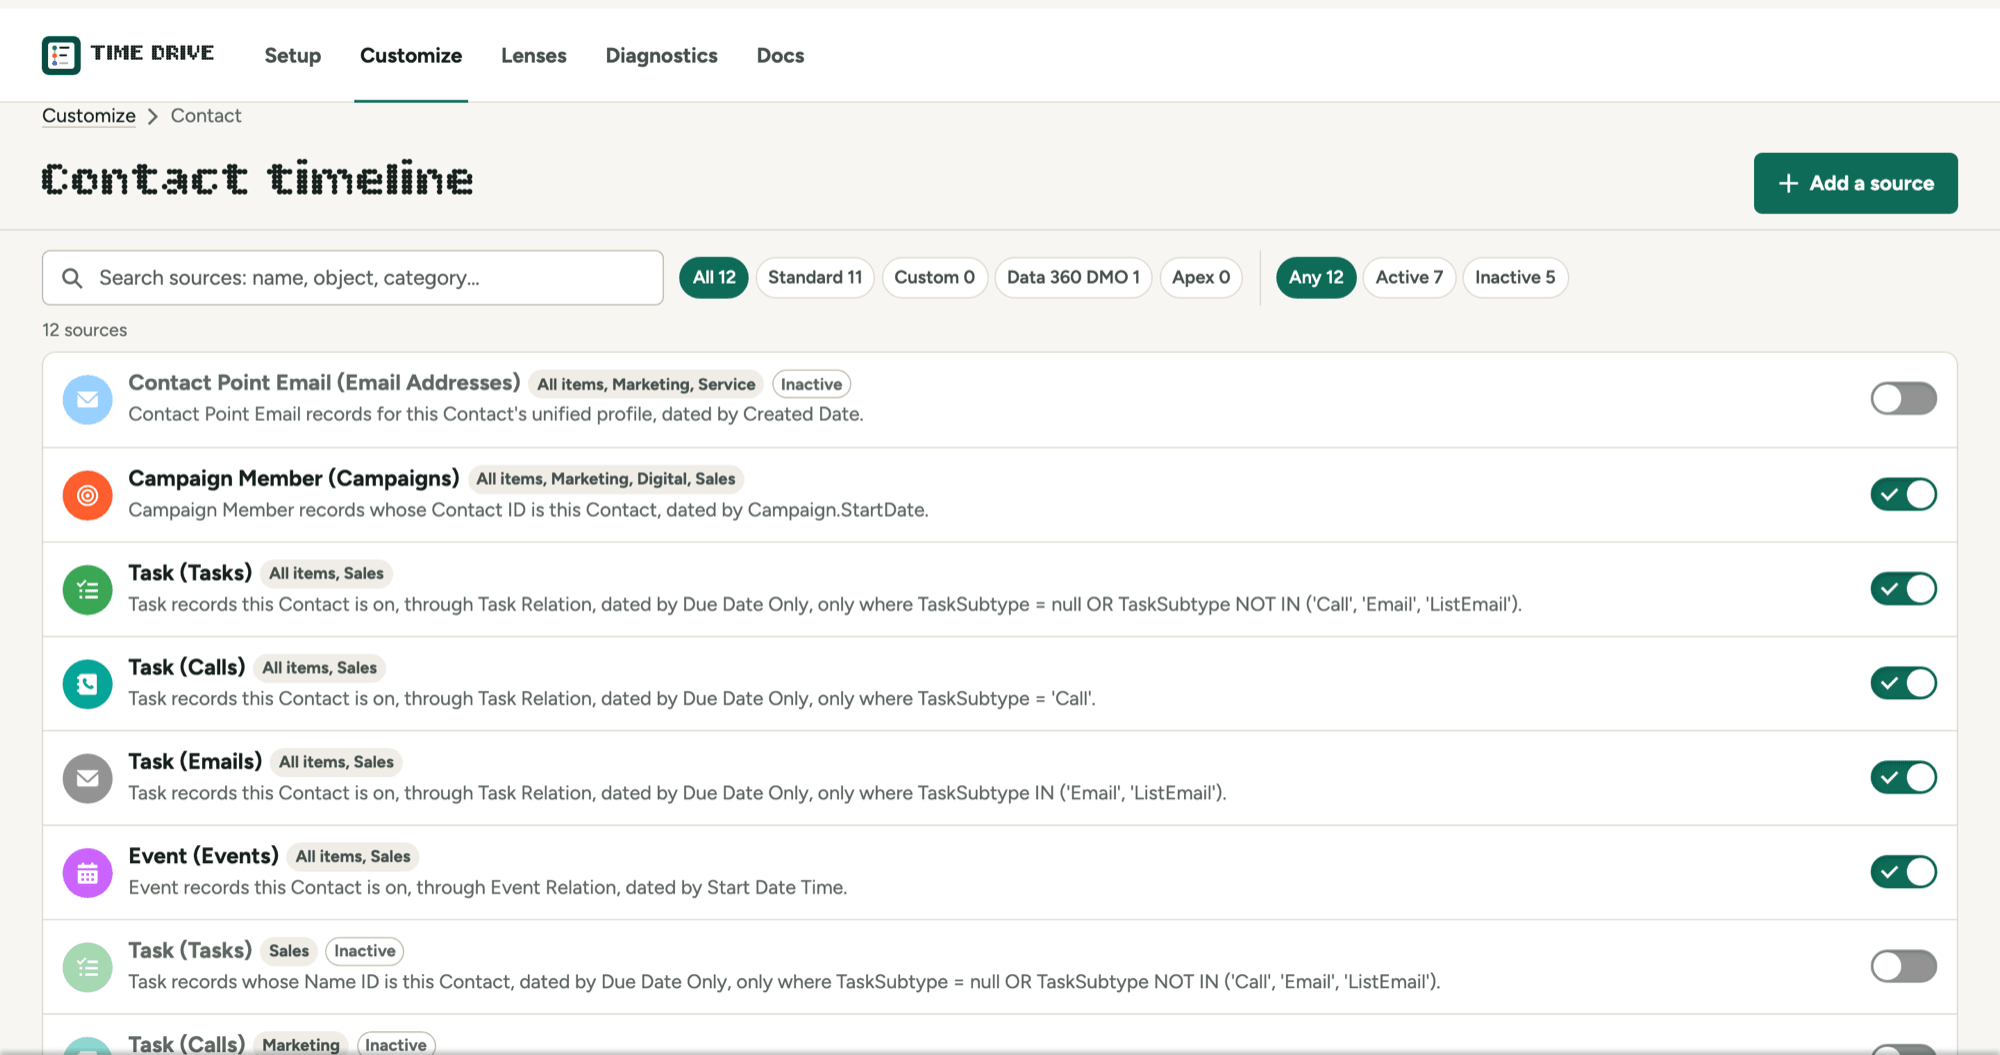 TIME DRIVE Setup Customize Lenses Diagnostics Docs
Customize > Contact
Contact timeline
+ Add a source
Search sources: name, object, category...
All 12 Standard 11 Custom 0 Data 360 DMO 1 Apex 0 Any 12 Active 7 Inactive 5
12 sources
Contact Point Email (Email Addresses) All items, Marketing, Service Inactive
Contact Point Email records for this Contact's unified profile, dated by Created Date.
Campaign Member (Campaigns) All items, Marketing, Digital, Sales
Campaign Member records whose Contact ID is this Contact, dated by Campaign.StartDate.
Task (Tasks) All items, Sales
Task records this Contact is on, through Task Relation, dated by Due Date Only, only where TaskSubtype = null OR TaskSubtype NOT IN ('Call', 'Email', 'ListEmail').
Task (Calls) All items, Sales
Task records this Contact is on, through Task Relation, dated by Due Date Only, only where TaskSubtype = 'Call'.
Task (Emails) All items, Sales
Task records this Contact is on, through Task Relation, dated by Due Date Only, only where TaskSubtype IN ('Email', 'ListEmail').
Event (Events) All items, Sales
Event records this Contact is on, through Event Relation, dated by Start Date Time.
Task (Tasks) Sales Inactive
Task records whose Name ID is this Contact, dated by Due Date Only, only where TaskSubtype = null OR TaskSubtype NOT IN ('Call', 'Email', 'ListEmail').
Task (Calls) Marketing Inactive